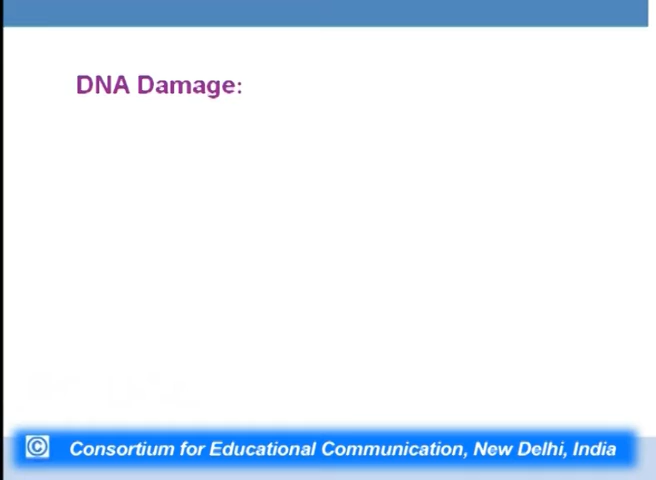 DNA Damage:
© Consortium for Educational Communication, New Delhi, India